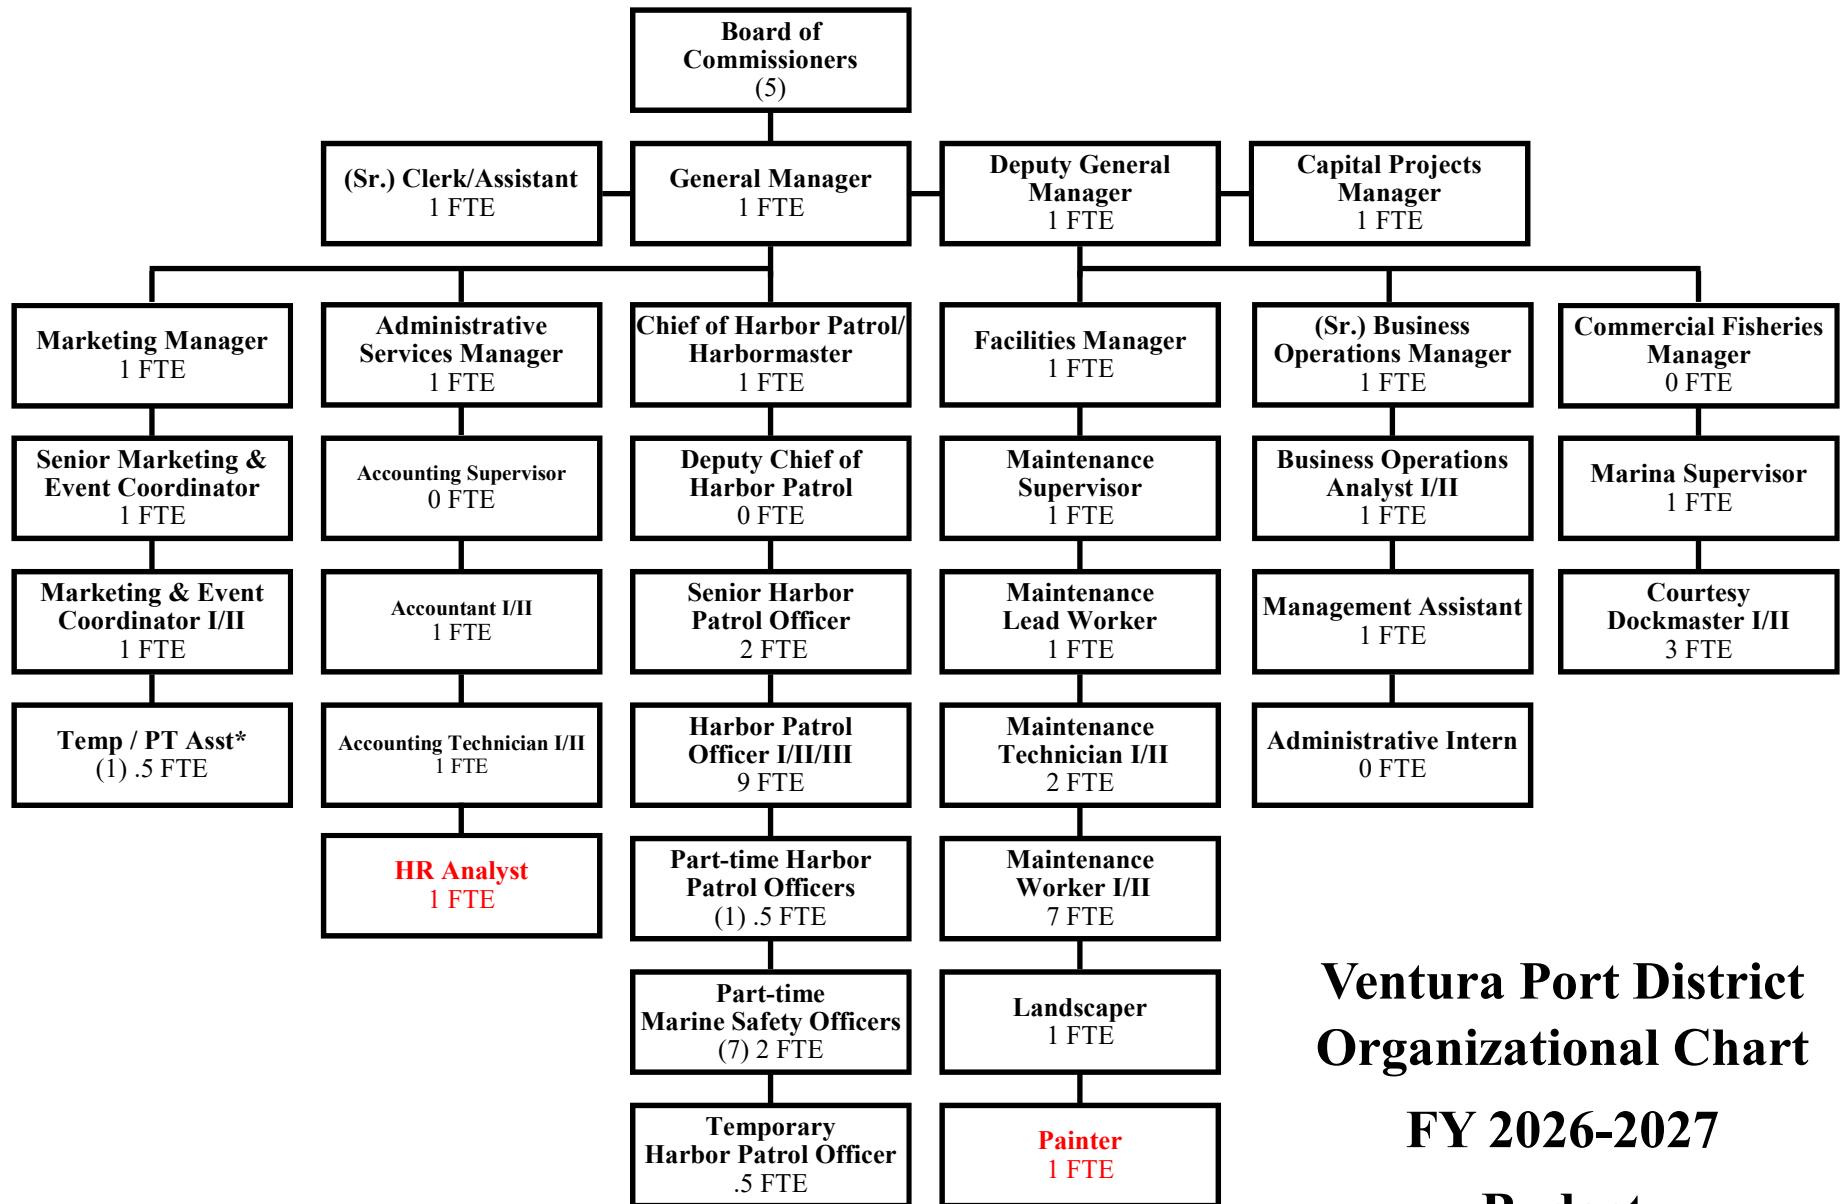 Board of
Commissioners
(5)
(Sr.) Clerk/Assistant
1 FTE
General Manager
1 FTE
Deputy General
Manager
1 FTE
Capital Projects
Manager
1 FTE
Marketing Manager
1 FTE
Administrative
Services Manager
1 FTE
Chief of Harbor Patrol/
Harbormaster
1 FTE
Facilities Manager
1 FTE
(Sr.) Business
Operations Manager
1 FTE
Commercial Fisheries
Manager
0 FTE
Senior Marketing &
Event Coordinator
1 FTE
Accounting Supervisor
0 FTE
Deputy Chief of
Harbor Patrol
0 FTE
Maintenance
Supervisor
1 FTE
Business Operations
Analyst I/II
1 FTE
Marina Supervisor
1 FTE
Marketing & Event
Coordinator I/II
1 FTE
Accountant I/II
1 FTE
Senior Harbor
Patrol Officer
2 FTE
Maintenance
Lead Worker
1 FTE
Management Assistant
1 FTE
Courtesy
Dockmaster I/II
3 FTE
Temp / PT Asst*
(1) .5 FTE
Accounting Technician I/II
1 FTE
Harbor Patrol
Officer I/II/III
9 FTE
Maintenance
Technician I/II
2 FTE
Administrative Intern
0 FTE
HR Analyst
1 FTE
Part-time Harbor
Patrol Officers
(1) .5 FTE
Maintenance
Worker I/II
7 FTE
Part-time
Marine Safety Officers
(7) 2 FTE
Landscaper
1 FTE
Temporary
Harbor Patrol Officer
.5 FTE
Painter
1 FTE
Ventura Port District
Organizational Chart
FY 2026-2027
Budget